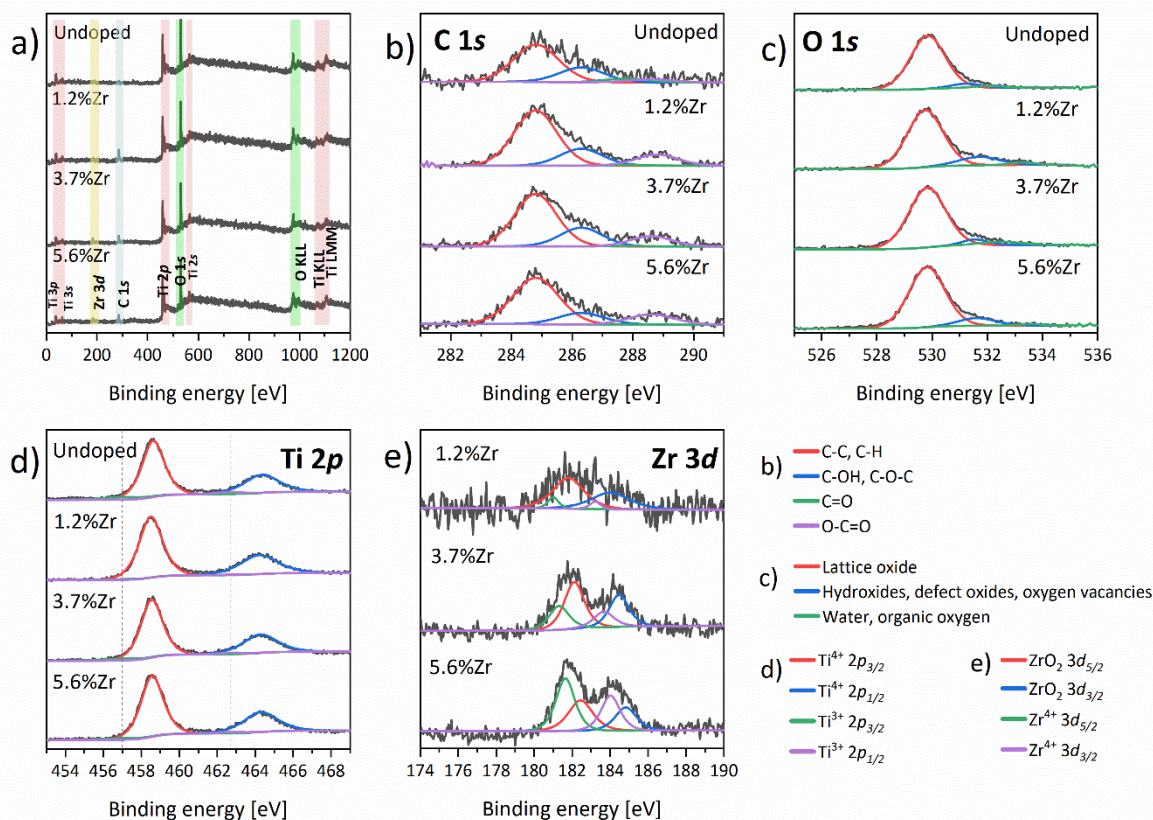 a)
Undoped
1.2%Zr
3.7%Zr
5.6%Zr
Ti 3p
Ti 3s
Zr 3d
C 1s
Ti 2p
O 1s
Ti 2s
O KLL
Ti KLL
Ti LMM
0 200 400 600 800 1000 1200
Binding energy [eV]
b)
C 1s
Undoped
1.2%Zr
3.7%Zr
5.6%Zr
282 284 286 288 290
Binding energy [eV]
c)
O 1s
Undoped
1.2%Zr
3.7%Zr
5.6%Zr
526 528 530 532 534 536
Binding energy [eV]
d)
Undoped
Ti 2p
1.2%Zr
3.7%Zr
5.6%Zr
454 456 458 460 462 464 466 468
Binding energy [eV]
e)
1.2%Zr
Zr 3d
3.7%Zr
5.6%Zr
174 176 178 180 182 184 186 188 190
Binding energy [eV]
b)
C-C, C-H
C-OH, C-O-C
C=O
O-C=O
c)
Lattice oxide
Hydroxides, defect oxides, oxygen vacancies
Water, organic oxygen
d)
Ti⁴⁺ 2p3/2
Ti⁴⁺ 2p1/2
Ti³⁺ 2p3/2
Ti³⁺ 2p1/2
e)
ZrO₂ 3d5/2
ZrO₂ 3d3/2
Zr⁴⁺ 3d5/2
Zr⁴⁺ 3d3/2